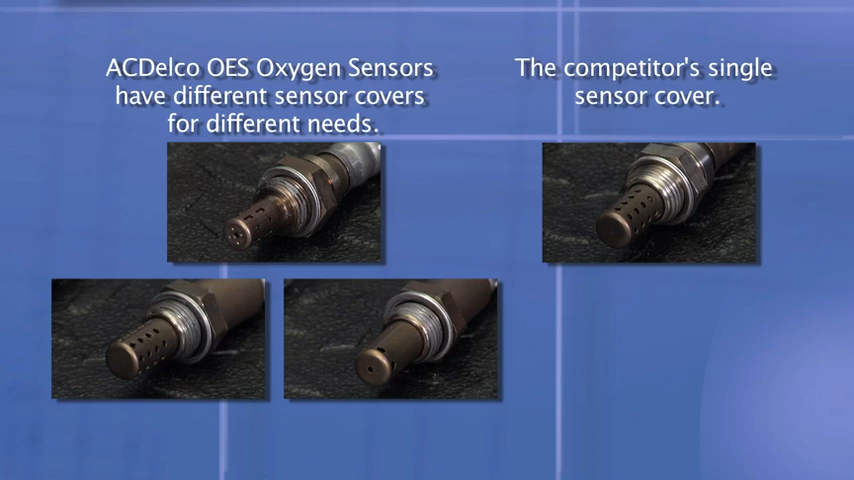 ACDelco OES Oxygen Sensors
have different sensor covers
for different needs.
The competitor's single
sensor cover.